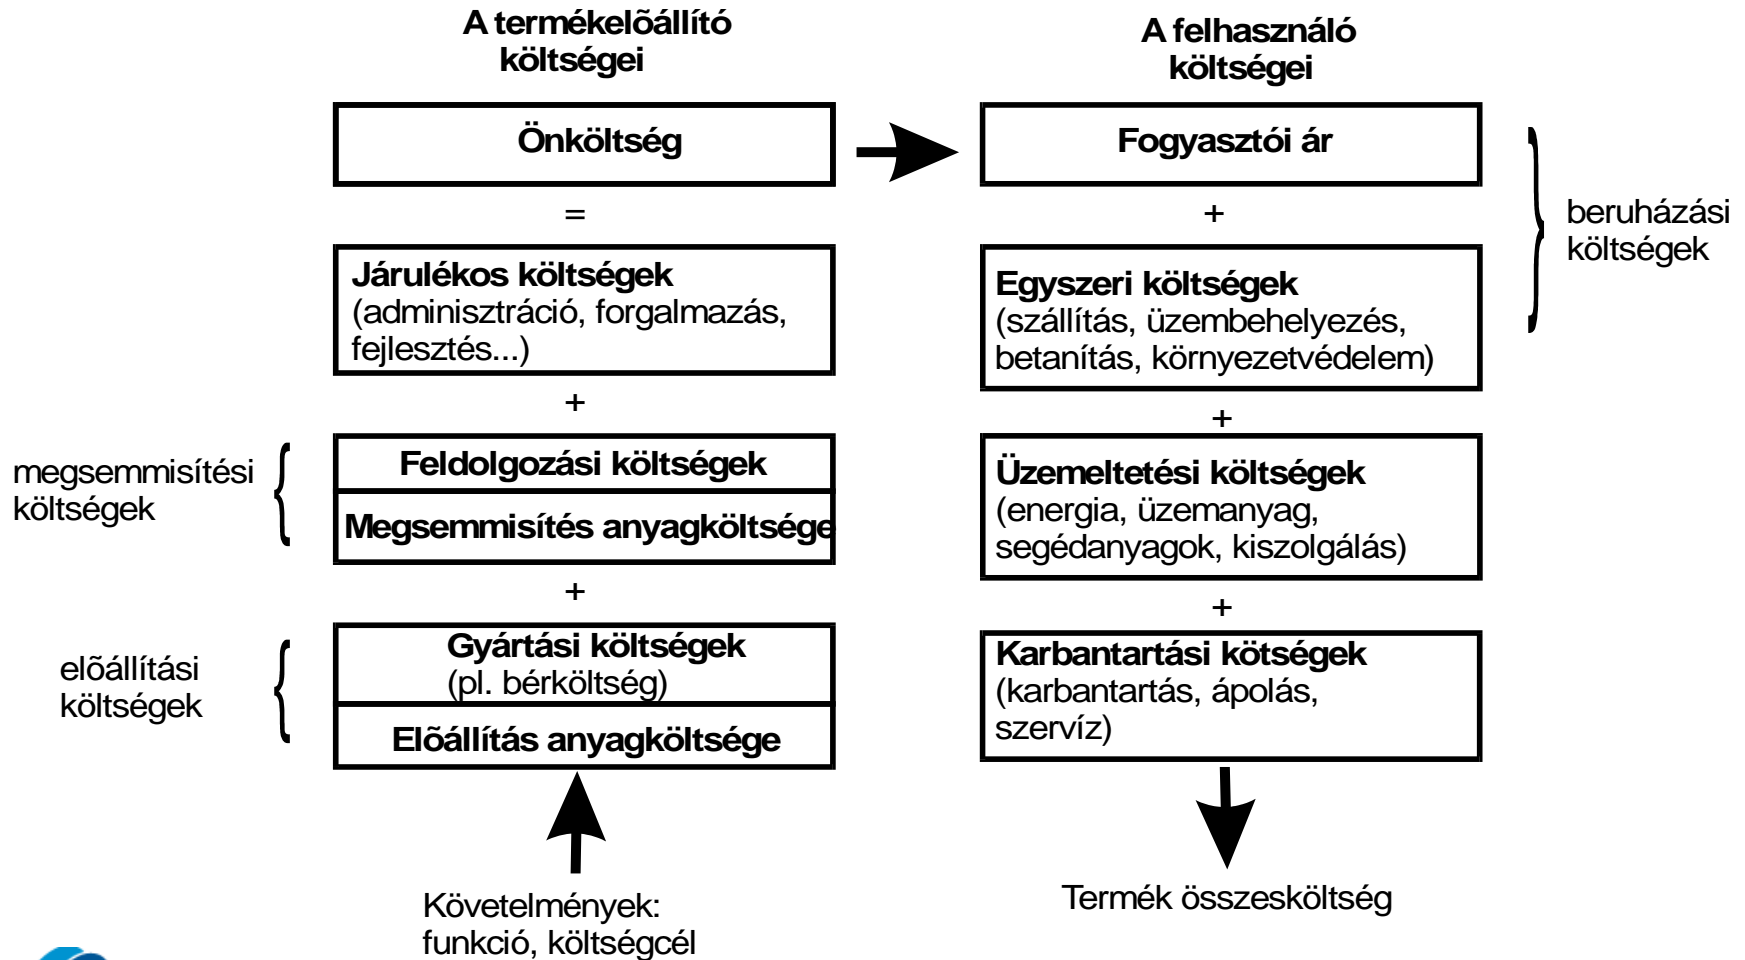 A termékelõállító
költségei
Önköltség
=
Járulékos költségek
(adminisztráció, forgalmazás,
fejlesztés...)
+
megsemmisítési
költségek
Feldolgozási költségek
Megsemmisítés anyagköltsége
+
elõállítási
költségek
Gyártási költségek
(pl. bérköltség)
Elõállítás anyagköltsége
Követelmények:
funkció, költségcél
A felhasználó
költségei
Fogyasztói ár
+
beruházási
költségek
Egyszeri költségek
(szállítás, üzembehelyezés,
betanítás, környezetvédelem)
+
Üzemeltetési költségek
(energia, üzemanyag,
segédanyagok, kiszolgálás)
+
Karbantartási kötségek
(karbantartás, ápolás,
szervíz)
Termék összesköltség